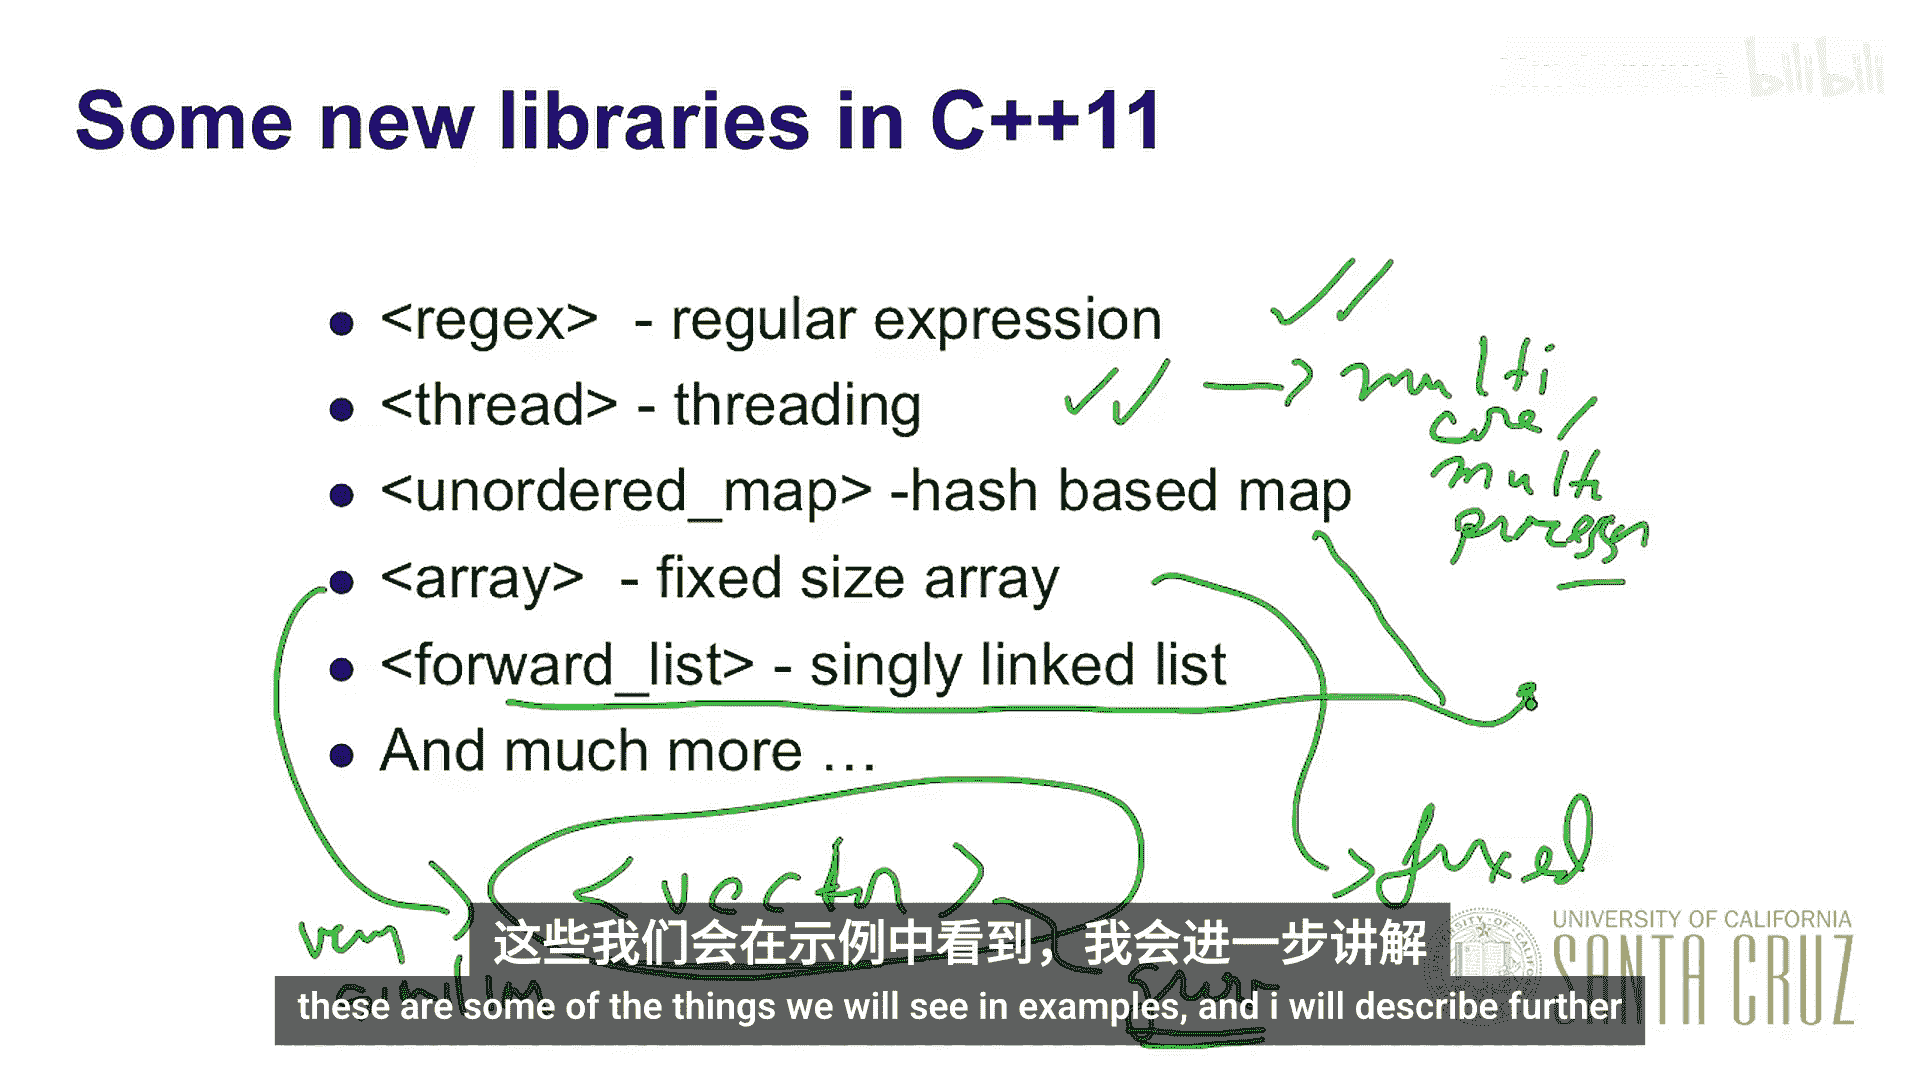 bilibili
Some new libraries in C++11
● <regex> - regular expression
● <thread> - threading
→ multi
core/
multi
processor
● <unordered_map> -hash based map
● <array> - fixed size array
● <forward_list> - singly linked list
● And much more …
<vector>
> fixed
very
similar
这些我们会在示例中看到，我会进一步讲解
these are some of the things we will see in examples, and i will describe further
UNIVERSITY OF CALIFORNIA
SANTA CRUZ